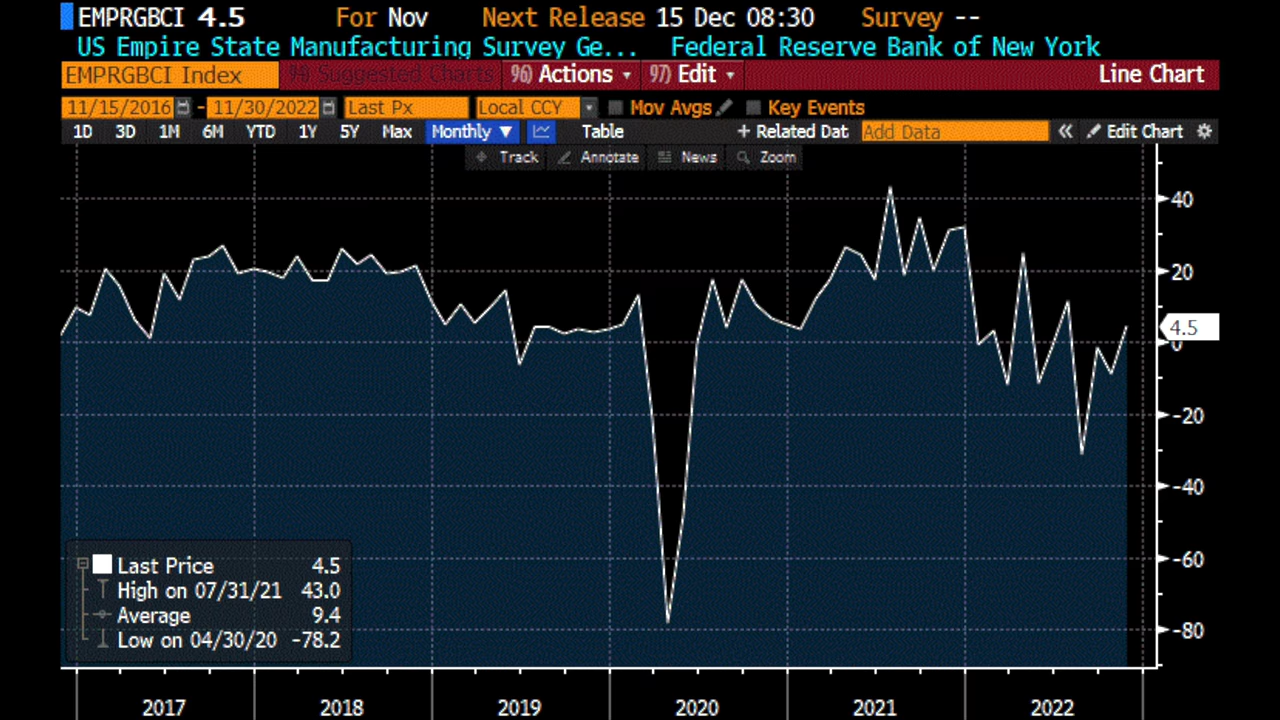 EMPRGBCI 4.5 For Nov Next Release 15 Dec 08:30 Survey --
US Empire State Manufacturing Survey Ge... Federal Reserve Bank of New York
EMPRGBCI Index 94) Suggested Charts 96) Actions 97) Edit Line Chart
11/15/2016 - 11/30/2022 Last Px Local CCY Mov Avgs Key Events
1D 3D 1M 6M YTD 1Y 5Y Max Monthly ▼ Table + Related Dat Add Data « Edit Chart
Track Annotate News Zoom
40
20
4.5
0
-20
-40
-60
-80
Last Price 4.5
High on 07/31/21 43.0
Average 9.4
Low on 04/30/20 -78.2
2017 2018 2019 2020 2021 2022